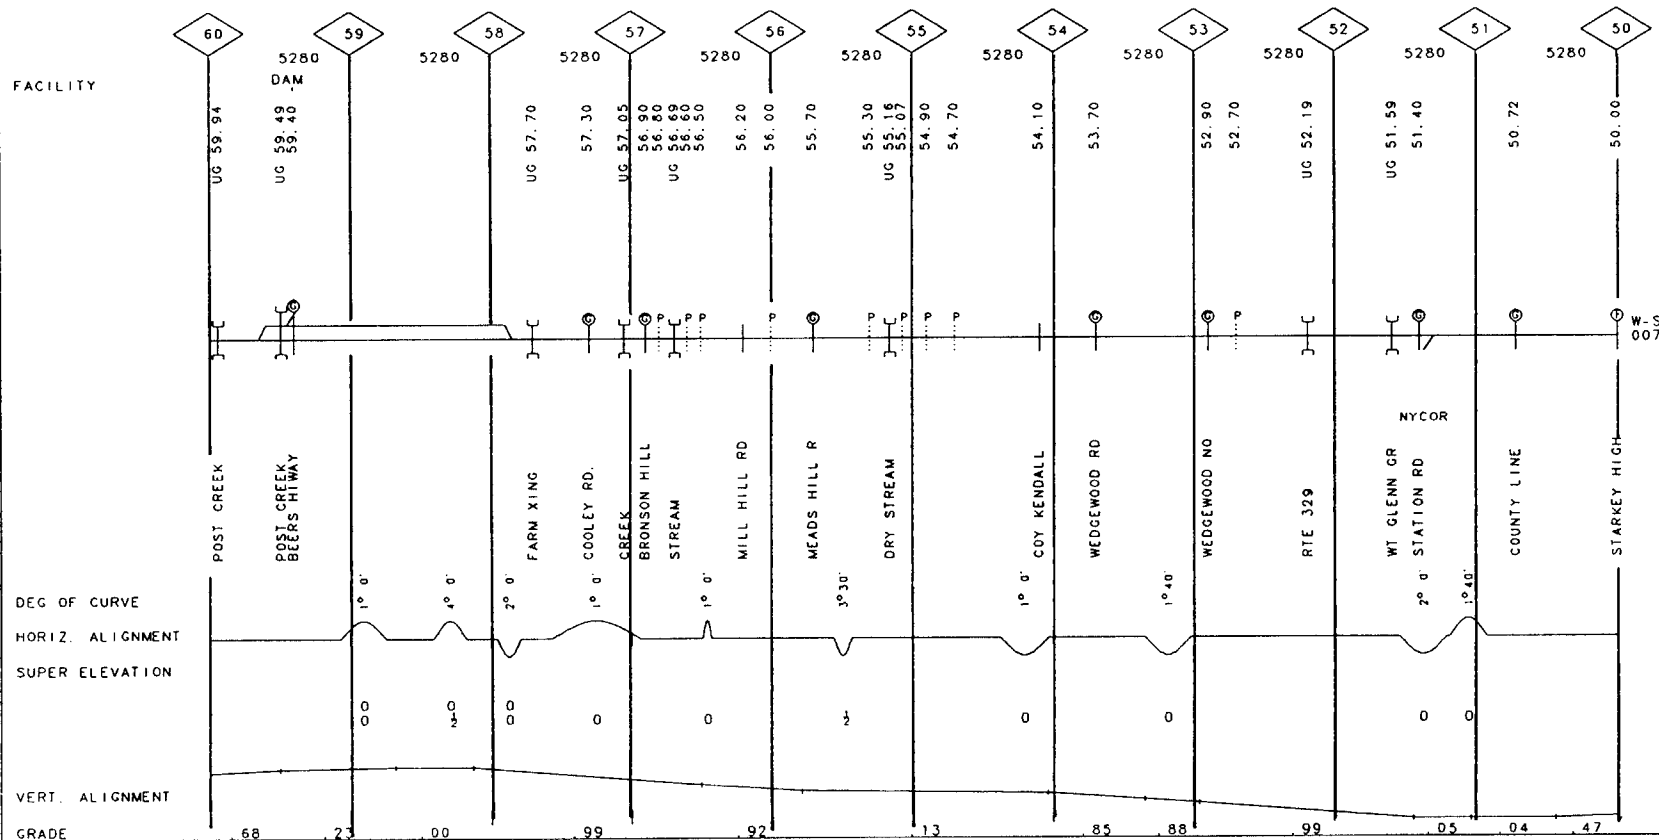 60 59 58 57 56 55 54 53 52 51 50
5280 5280 5280 5280 5280 5280 5280 5280 5280 5280
FACILITY
DAM
UG 59.94
UG 59.49
59.40
UG 57.70
57.30
UG 57.05
56.90
56.80
UG 56.69
56.60
56.50
56.20
56.00
55.70
55.30
UG 55.16
55.07
54.90
54.70
54.10
53.70
52.90
52.70
UG 52.19
UG 51.59
51.40
50.72
50.00
G G G P P P P G P P P P G G P G G W-S
007
NYCOR
POST CREEK
POST CREEK
BEERS HIWAY
FARM XING
COOLEY RD.
CREEK
BRONSON HILL
STREAM
MILL HILL RD
MEADS HILL R
DRY STREAM
COY KENDALL
WEDGEWOOD RD
WEDGEWOOD NO
RTE 329
WT GLENN GR
STATION RD
COUNTY LINE
STARKEY HIGH
DEG OF CURVE 1° 0' 4° 0' 2° 0' 1° 0' 1° 0' 3° 30' 1° 0' 1° 40' 2° 0' 1° 40'
HORIZ. ALIGNMENT
SUPER ELEVATION
0 0 0
0 ½ 0 0 0 ½ 0 0 0 0
VERT. ALIGNMENT
GRADE .68 .23 .00 .99 .92 .13 .85 .88 .99 .05 .04 .47